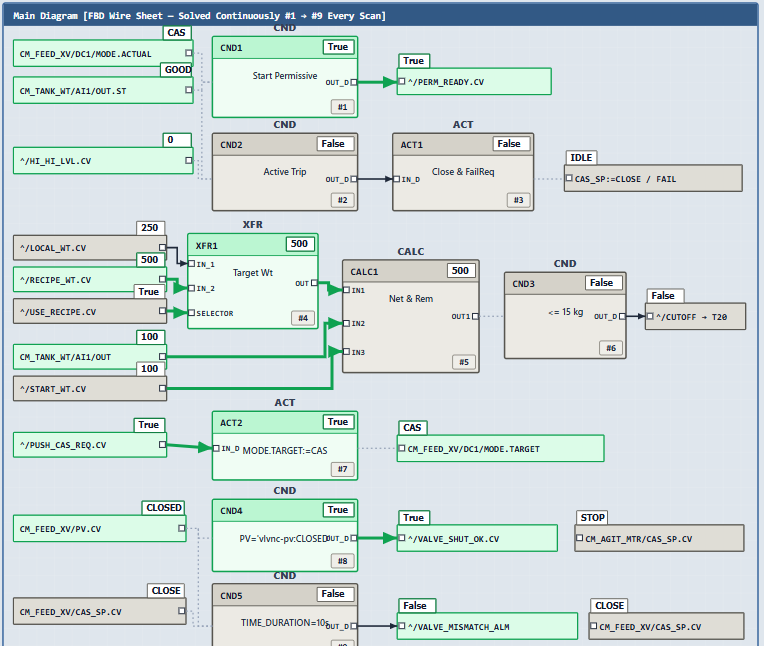 Main Diagram [FBD Wire Sheet — Solved Continuously #1 → #9 Every Scan]
CAS
CM_FEED_XV/DC1/MODE.ACTUAL
GOOD
CM_TANK_WT/AI1/OUT.ST
0
^/HI_HI_LVL.CV
CND
CND1
True
Start Permissive
OUT_D
#1
True
^/PERM_READY.CV
CND
CND2
False
Active Trip
OUT_D
#2
ACT
ACT1
False
Close & FailReq
IN_D
#3
IDLE
CAS_SP:=CLOSE / FAIL
250
^/LOCAL_WT.CV
500
^/RECIPE_WT.CV
True
^/USE_RECIPE.CV
100
CM_TANK_WT/AI1/OUT
100
^/START_WT.CV
XFR
XFR1
500
Target Wt
IN_1
IN_2
SELECTOR
OUT
#4
CALC
CALC1
500
Net & Rem
IN1
IN2
IN3
OUT1
#5
CND
CND3
False
<= 15 kg
OUT_D
#6
False
^/CUTOFF → T20
True
^/PUSH_CAS_REQ.CV
ACT
ACT2
True
IN_D
MODE.TARGET:=CAS
#7
CAS
CM_FEED_XV/DC1/MODE.TARGET
CLOSED
CM_FEED_XV/PV.CV
CND
CND4
True
PV='vlvnc-pv:CLOSED
OUT_D
#8
True
^/VALVE_SHUT_OK.CV
STOP
CM_AGIT_MTR/CAS_SP.CV
CLOSE
CM_FEED_XV/CAS_SP.CV
CND
CND5
False
TIME_DURATION=10s
OUT_D
False
^/VALVE_MISMATCH_ALM
CLOSE
CM_FEED_XV/CAS_SP.CV